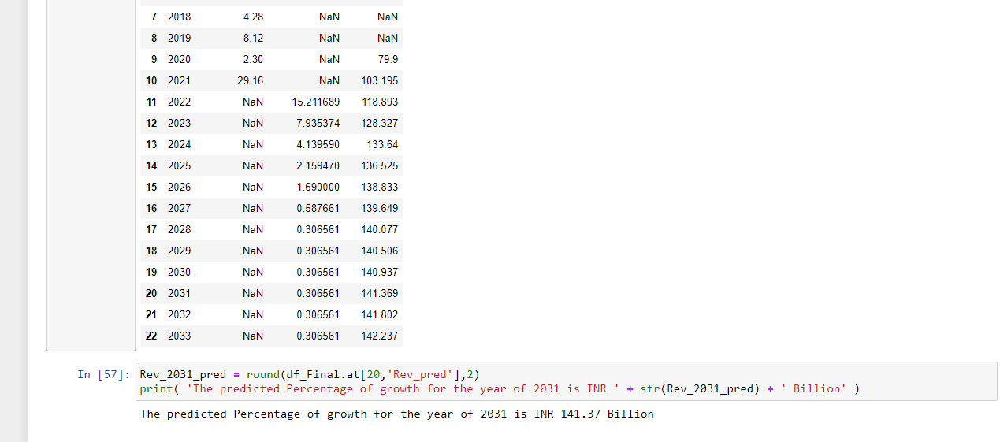 7 2018 4.28 NaN NaN
8 2019 8.12 NaN NaN
9 2020 2.30 NaN 79.9
10 2021 29.16 NaN 103.195
11 2022 NaN 15.211689 118.893
12 2023 NaN 7.935374 128.327
13 2024 NaN 4.139590 133.64
14 2025 NaN 2.159470 136.525
15 2026 NaN 1.690000 138.833
16 2027 NaN 0.587661 139.649
17 2028 NaN 0.306561 140.077
18 2029 NaN 0.306561 140.506
19 2030 NaN 0.306561 140.937
20 2031 NaN 0.306561 141.369
21 2032 NaN 0.306561 141.802
22 2033 NaN 0.306561 142.237
In [57]: Rev_2031_pred = round(df_Final.at[20,'Rev_pred'],2)
print( 'The predicted Percentage of growth for the year of 2031 is INR ' + str(Rev_2031_pred) + ' Billion' )
The predicted Percentage of growth for the year of 2031 is INR 141.37 Billion